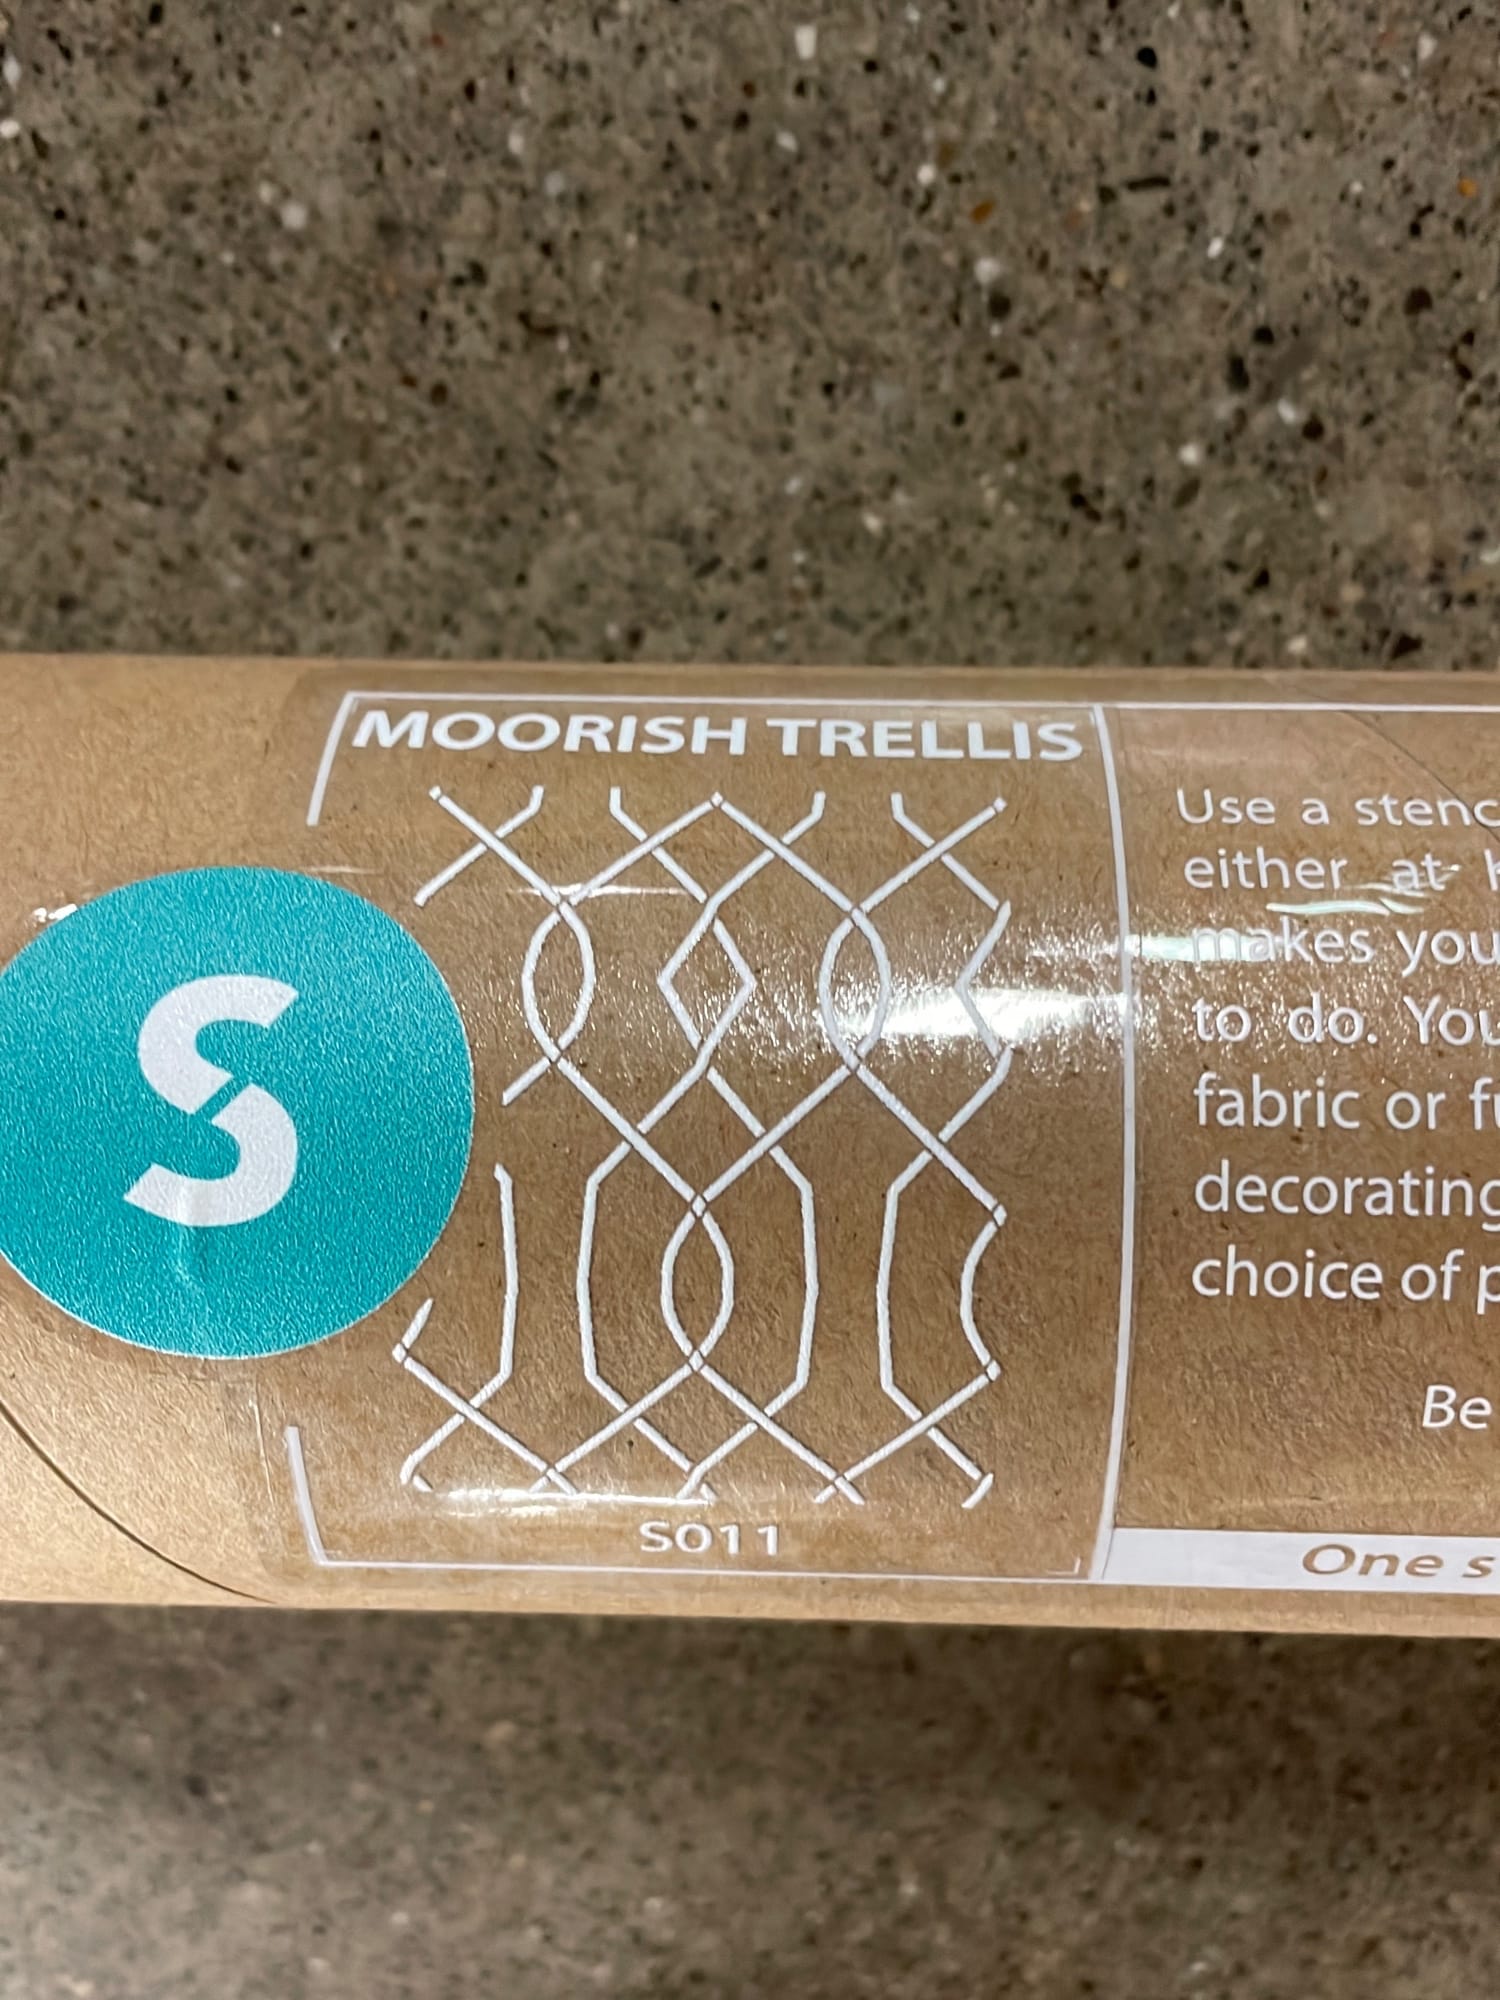 MOORISH TRELLIS
S
S011
Use a stenc
either at
makes you
to do. You
fabric or fu
decorating
choice of p
Be
One s